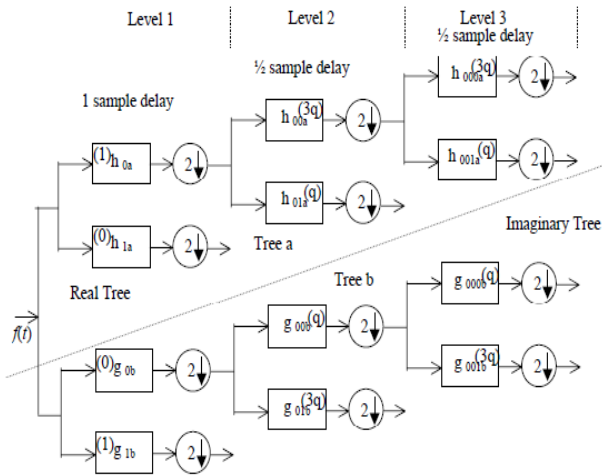 Level 1
Level 2
Level 3
½ sample delay
½ sample delay
1 sample delay
h 000a(3q)
2
h 00a(3q)
2
(1)h 0a
2
h 001a(q)
2
h 01a(q)
2
(0)h 1a
2
Tree a
Imaginary Tree
Real Tree
Tree b
f(t)
g 000b(q)
2
g 00b(q)
2
(0)g 0b
2
g 001b(3q)
2
g 01b(3q)
2
(1)g 1b
2